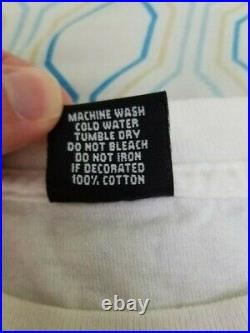 MACHINE WASH
COLD WATER
TUMBLE DRY
DO NOT BLEACH
DO NOT IRON
IF DECORATED
100% COTTON